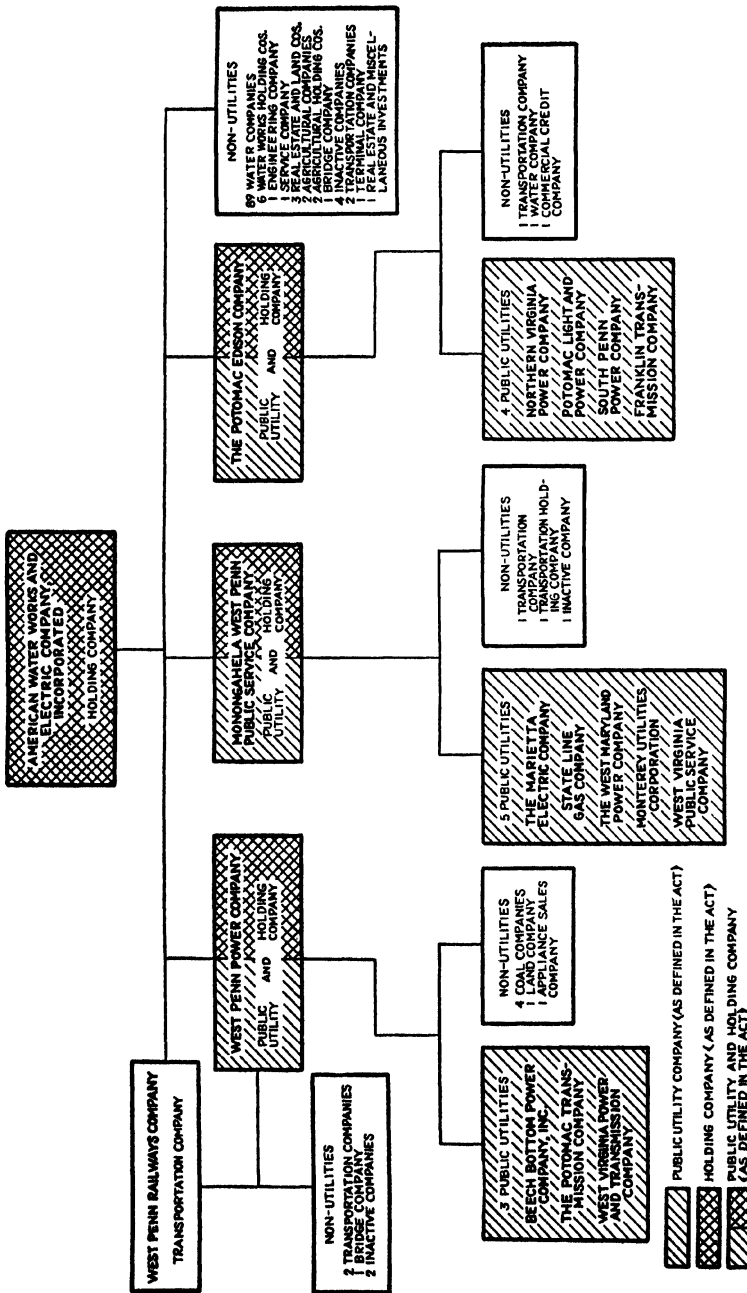 AMERICAN WATER WORKS AND
ELECTRIC COMPANY,
INCORPORATED
HOLDING COMPANY
WEST PENN RAILWAYS COMPANY
TRANSPORTATION COMPANY
WEST PENN POWER COMPANY
PUBLIC UTILITY AND HOLDING COMPANY
MONONGAHELA WEST PENN
PUBLIC SERVICE COMPANY
PUBLIC UTILITY AND HOLDING COMPANY
THE POTOMAC EDISON COMPANY
PUBLIC UTILITY AND HOLDING COMPANY
NON-UTILITIES
89 WATER COMPANIES
6 WATER WORKS HOLDING COS.
1 ENGINEERING COMPANY
1 SERVICE COMPANY
3 REAL ESTATE AND LAND COS.
2 AGRICULTURAL COMPANIES
2 AGRICULTURAL HOLDING COS.
1 BRIDGE COMPANY
4 INACTIVE COMPANIES
2 TRANSPORTATION COMPANIES
1 TERMINAL COMPANY
1 REAL ESTATE AND MISCEL-
LANEOUS INVESTMENTS
NON-UTILITIES
2 TRANSPORTATION COMPANIES
1 BRIDGE COMPANY
2 INACTIVE COMPANIES
3 PUBLIC UTILITIES
BEECH BOTTOM POWER
COMPANY, INC.
THE POTOMAC TRANS-
MISSION COMPANY
WEST VIRGINIA POWER
AND TRANSMISSION
COMPANY
NON-UTILITIES
4 COAL COMPANIES
1 LAND COMPANY
1 APPLIANCE SALES
COMPANY
5 PUBLIC UTILITIES
THE MARIETTA
ELECTRIC COMPANY
STATE LINE
GAS COMPANY
THE WEST MARYLAND
POWER COMPANY
MONTEREY UTILITIES
CORPORATION
WEST VIRGINIA
PUBLIC SERVICE
COMPANY
NON-UTILITIES
1 TRANSPORTATION
COMPANY
1 TRANSPORTATION HOLD-
ING COMPANY
1 INACTIVE COMPANY
4 PUBLIC UTILITIES
NORTHERN VIRGINIA
POWER COMPANY
POTOMAC LIGHT AND
POWER COMPANY
SOUTH PENN
POWER COMPANY
FRANKLIN TRANS-
MISSION COMPANY
NON-UTILITIES
1 TRANSPORTATION COMPANY
1 WATER COMPANY
1 COMMERCIAL CREDIT
COMPANY
PUBLIC UTILITY COMPANY (AS DEFINED IN THE ACT)
HOLDING COMPANY (AS DEFINED IN THE ACT)
PUBLIC UTILITY AND HOLDING COMPANY
(AS DEFINED IN THE ACT)